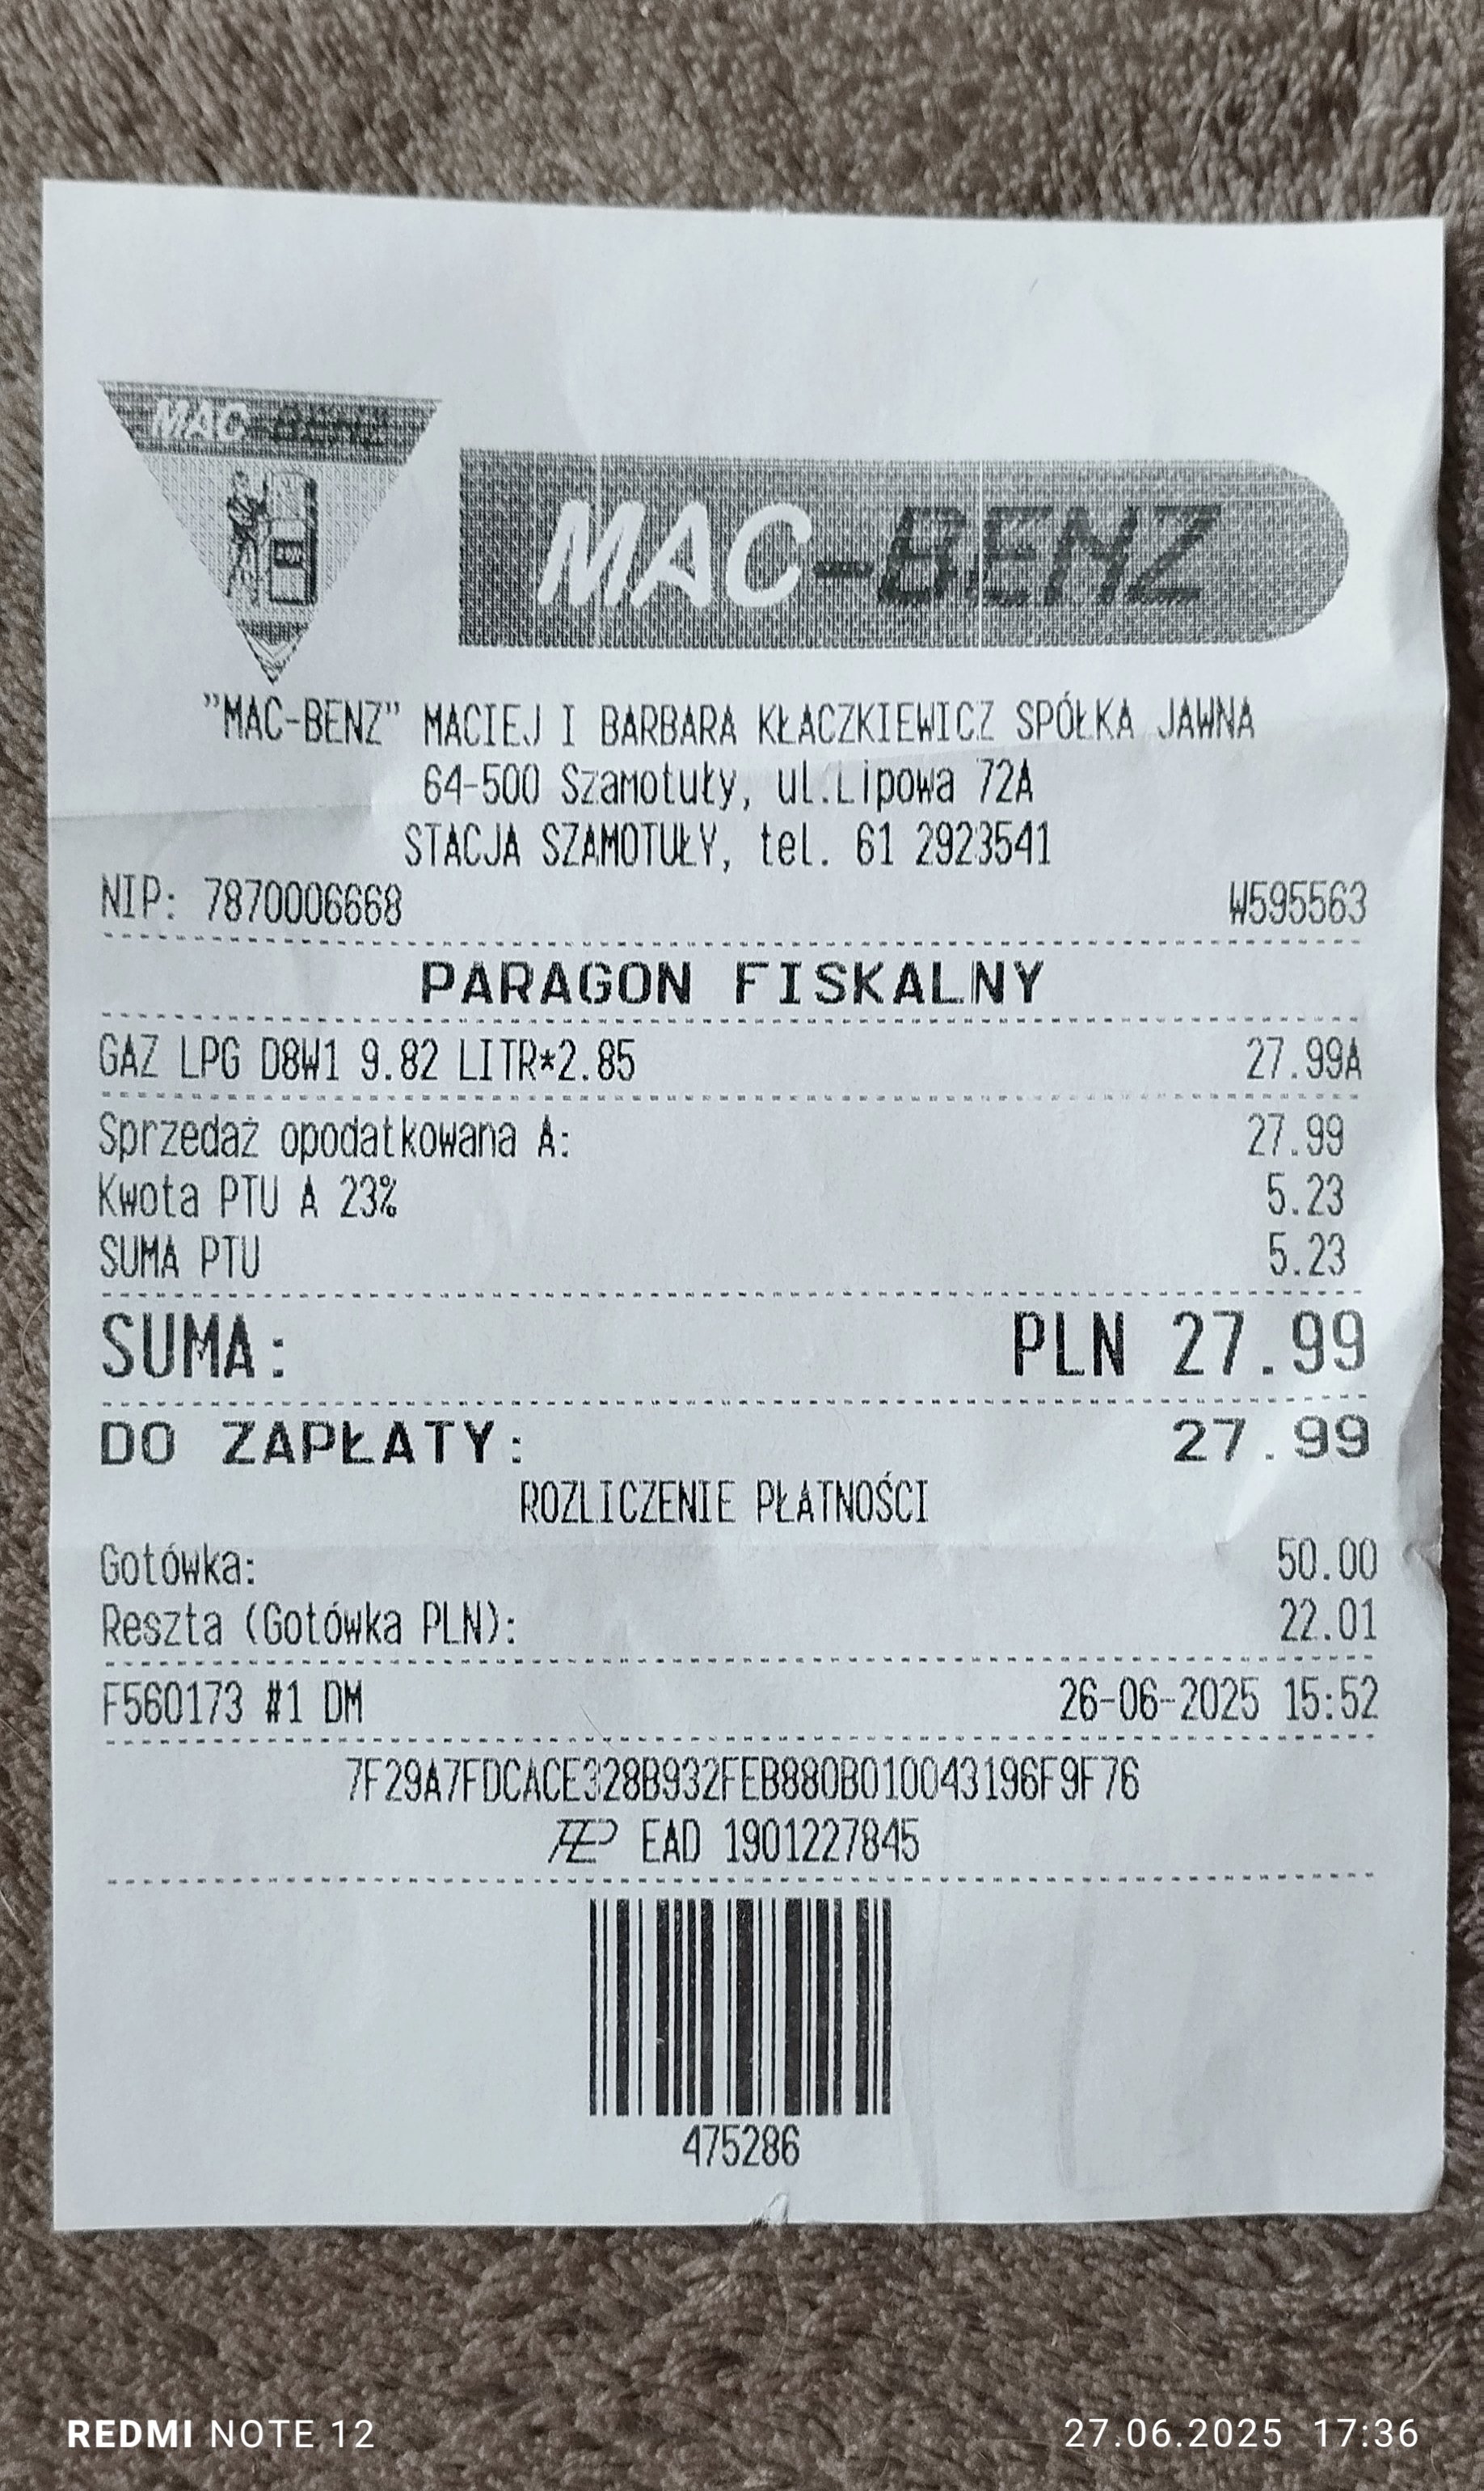 MAC-BENZ
MAC-BENZ
"MAC-BENZ" MACIEJ I BARBARA KŁACZKIEWICZ SPÓŁKA JAWNA
64-500 Szamotuły, ul.Lipowa 72A
STACJA SZAMOTUŁY, tel. 61 2923541
NIP: 7870006668 W595563
PARAGON FISKALNY
GAZ LPG D8W1 9.82 LITR*2.85 27.99A
Sprzedaż opodatkowana A: 27.99
Kwota PTU A 23% 5.23
SUMA PTU 5.23
SUMA: PLN 27.99
DO ZAPŁATY: 27.99
ROZLICZENIE PŁATNOŚCI
Gotówka: 50.00
Reszta (Gotówka PLN): 22.01
F560173 #1 DM 26-06-2025 15:52
7F29A7FDCACE328B932FEB880B010043196F9F76
EAD 1901227845
475286
REDMI NOTE 12 27.06.2025 17:36